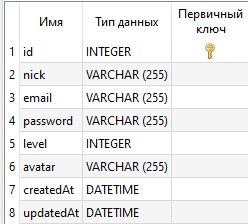 Имя Тип данных Первичный ключ
1 id INTEGER
2 nick VARCHAR (255)
3 email VARCHAR (255)
4 password VARCHAR (255)
5 level INTEGER
6 avatar VARCHAR (255)
7 createdAt DATETIME
8 updatedAt DATETIME